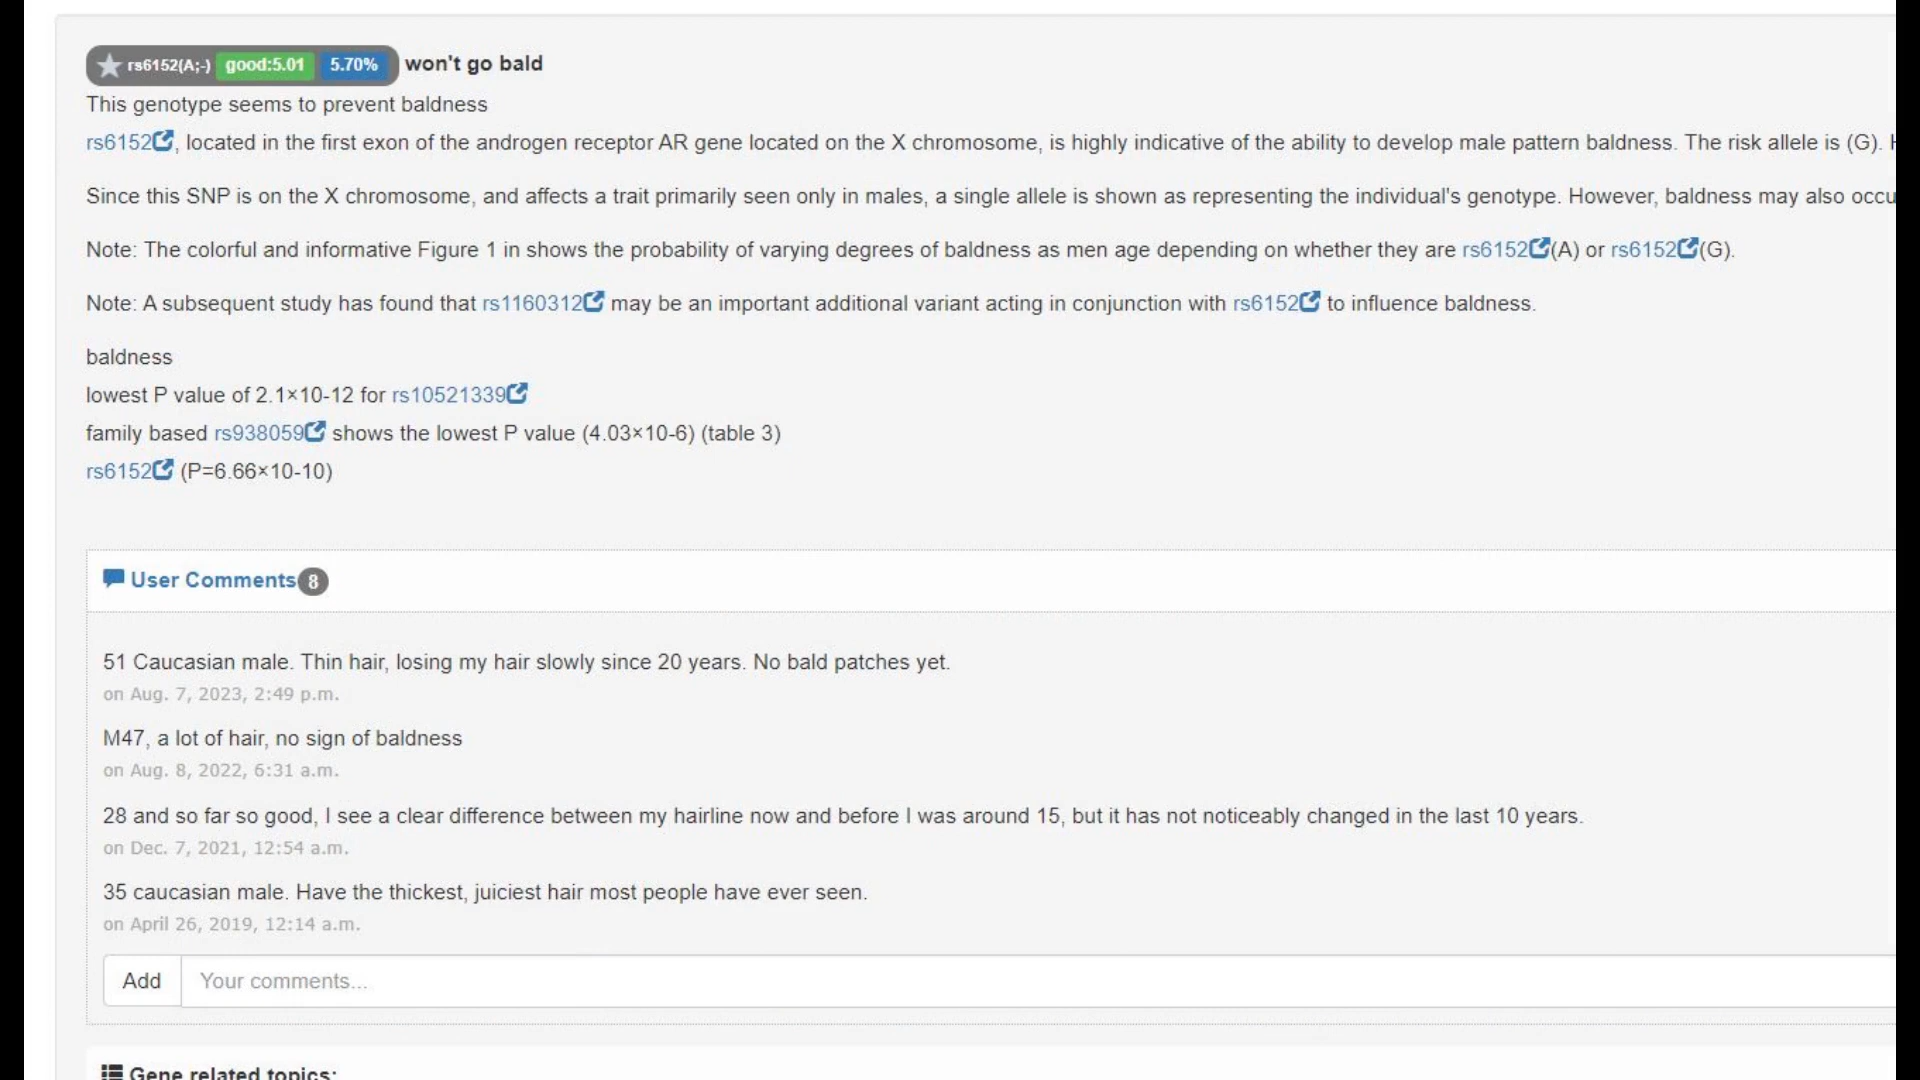 rs6152(A;-) good:5.01 5.70% won't go bald
This genotype seems to prevent baldness
rs6152, located in the first exon of the androgen receptor AR gene located on the X chromosome, is highly indicative of the ability to develop male pattern baldness. The risk allele is (G).
Since this SNP is on the X chromosome, and affects a trait primarily seen only in males, a single allele is shown as representing the individual's genotype. However, baldness may also occu
Note: The colorful and informative Figure 1 in shows the probability of varying degrees of baldness as men age depending on whether they are rs6152(A) or rs6152(G).
Note: A subsequent study has found that rs1160312 may be an important additional variant acting in conjunction with rs6152 to influence baldness.
baldness
lowest P value of 2.1×10-12 for rs10521339
family based rs938059 shows the lowest P value (4.03×10-6) (table 3)
rs6152 (P=6.66×10-10)
User Comments 8
51 Caucasian male. Thin hair, losing my hair slowly since 20 years. No bald patches yet.
on Aug. 7, 2023, 2:49 p.m.
M47, a lot of hair, no sign of baldness
on Aug. 8, 2022, 6:31 a.m.
28 and so far so good, I see a clear difference between my hairline now and before I was around 15, but it has not noticeably changed in the last 10 years.
on Dec. 7, 2021, 12:54 a.m.
35 caucasian male. Have the thickest, juiciest hair most people have ever seen.
on April 26, 2019, 12:14 a.m.
Add Your comments...
Gene related topics: